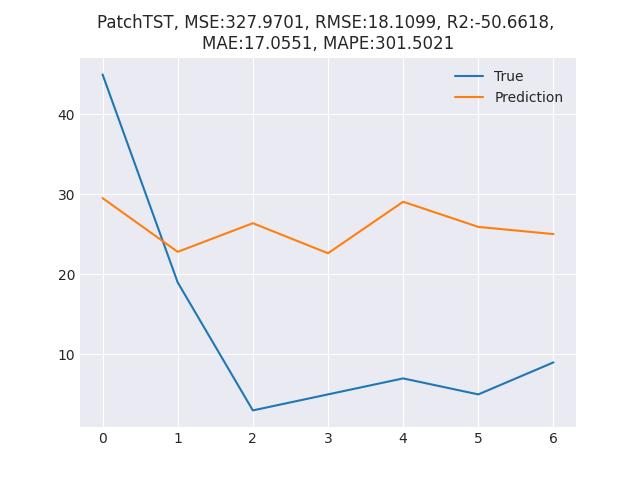 PatchTST, MSE:327.9701, RMSE:18.1099, R2:-50.6618,
MAE:17.0551, MAPE:301.5021
True
Prediction
40
30
20
10
0 1 2 3 4 5 6